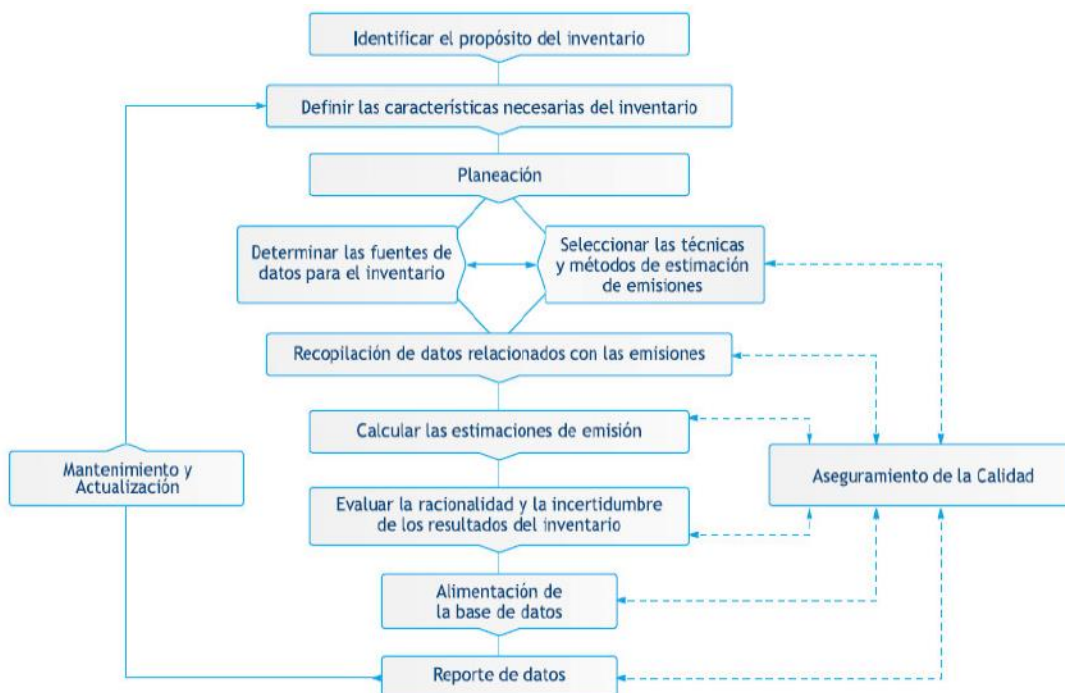 Identificar el propósito del inventario
Definir las características necesarias del inventario
Planeación
Determinar las fuentes de
datos para el inventario
Seleccionar las técnicas
y métodos de estimación
de emisiones
Recopilación de datos relacionados con las emisiones
Calcular las estimaciones de emisión
Mantenimiento y
Actualización
Aseguramiento de la Calidad
Evaluar la racionalidad y la incertidumbre
de los resultados del inventario
Alimentación de
la base de datos
Reporte de datos